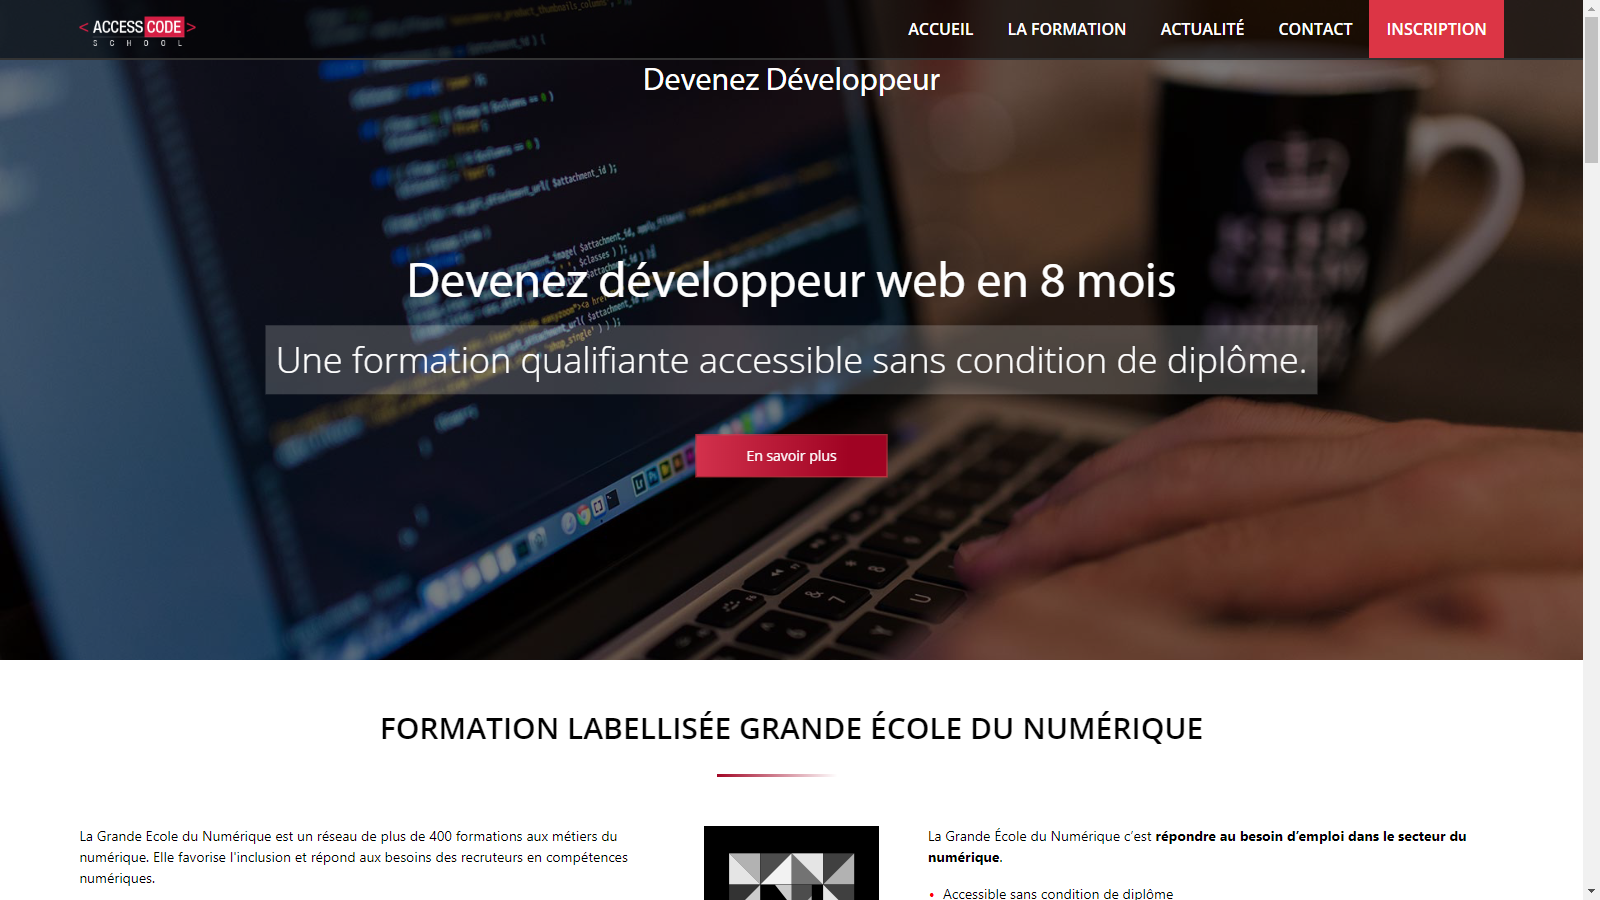 < ACCESS CODE >
SCHOOL
ACCUEIL
LA FORMATION
ACTUALITÉ
CONTACT
INSCRIPTION
Devenez Développeur
Devenez développeur web en 8 mois
Une formation qualifiante accessible sans condition de diplôme.
En savoir plus
FORMATION LABELLISÉE GRANDE ÉCOLE DU NUMÉRIQUE
La Grande Ecole du Numérique est un réseau de plus de 400 formations aux métiers du
numérique. Elle favorise l'inclusion et répond aux besoins des recruteurs en compétences
numériques.
La Grande École du Numérique c’est répondre au besoin d’emploi dans le secteur du
numérique.
• Accessible sans condition de diplôme